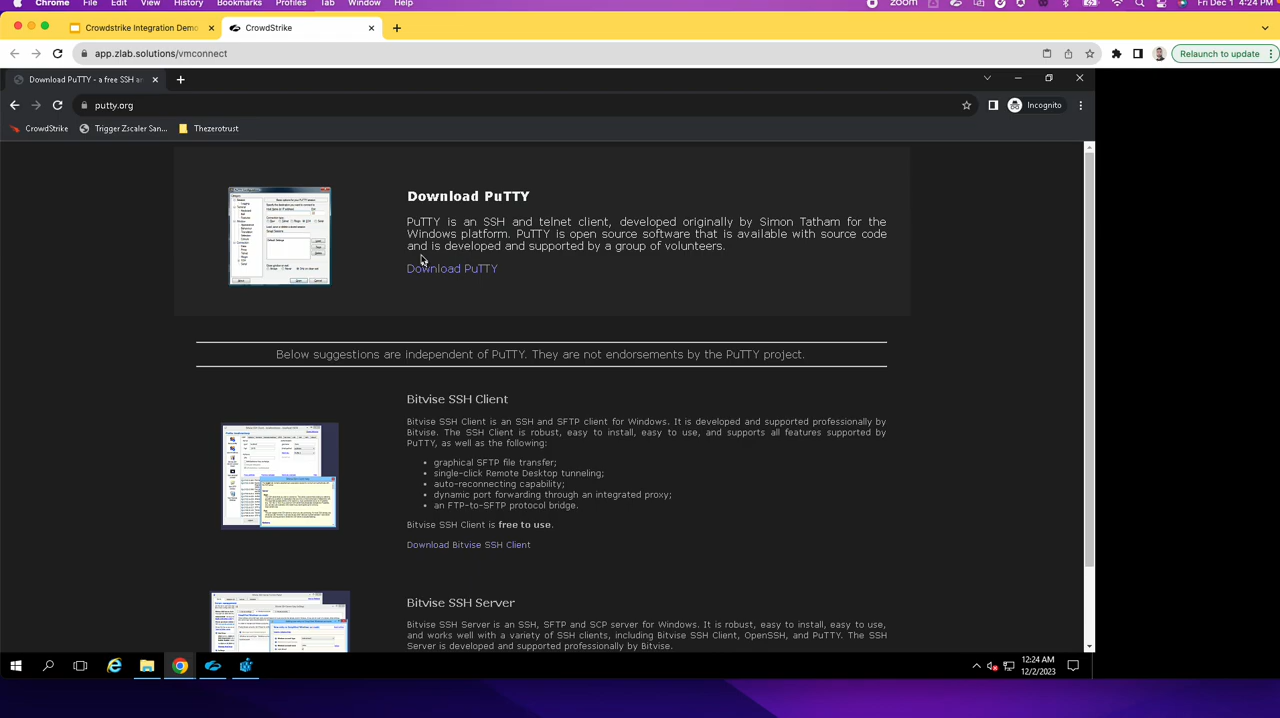 Chrome File Edit View History Bookmarks Profiles Tab Window Help zoom Fri Dec 1 4:24 PM
Crowdstrike Integration Demo CrowdStrike
app.zlab.solutions/vmconnect Relaunch to update
Download PuTTY - a free SSH an
putty.org Incognito
CrowdStrike Trigger Zscaler San... Thezerotrust
Download PuTTY
PuTTY is an SSH and telnet client, developed originally by Simon Tatham for the
Windows platform. PuTTY is open source software that is available with source code
and is developed and supported by a group of volunteers.
Download PuTTY
Below suggestions are independent of PuTTY. They are not endorsements by the PuTTY project.
Bitvise SSH Client
Bitvise SSH Client is an SSH and SFTP client for Windows. It is developed and supported professionally by
Bitvise. The SSH Client is robust, easy to install, easy to use, and supports all features supported by
PuTTY, as well as the following:
• graphical SFTP file transfer;
• single-click Remote Desktop tunneling;
• auto-reconnecting capability;
• dynamic port forwarding through an integrated proxy;
• an FTP-to-SFTP protocol bridge.
Bitvise SSH Client is free to use.
Download Bitvise SSH Client
Bitvise SSH Server
Bitvise SSH Server is an SSH, SFTP and SCP server for Windows. It is robust, easy to install, easy to use,
and works well with a variety of SSH clients, including Bitvise SSH Client, OpenSSH, and PuTTY. The SSH
Server is developed and supported professionally by Bitvise.
12:24 AM
12/2/2023